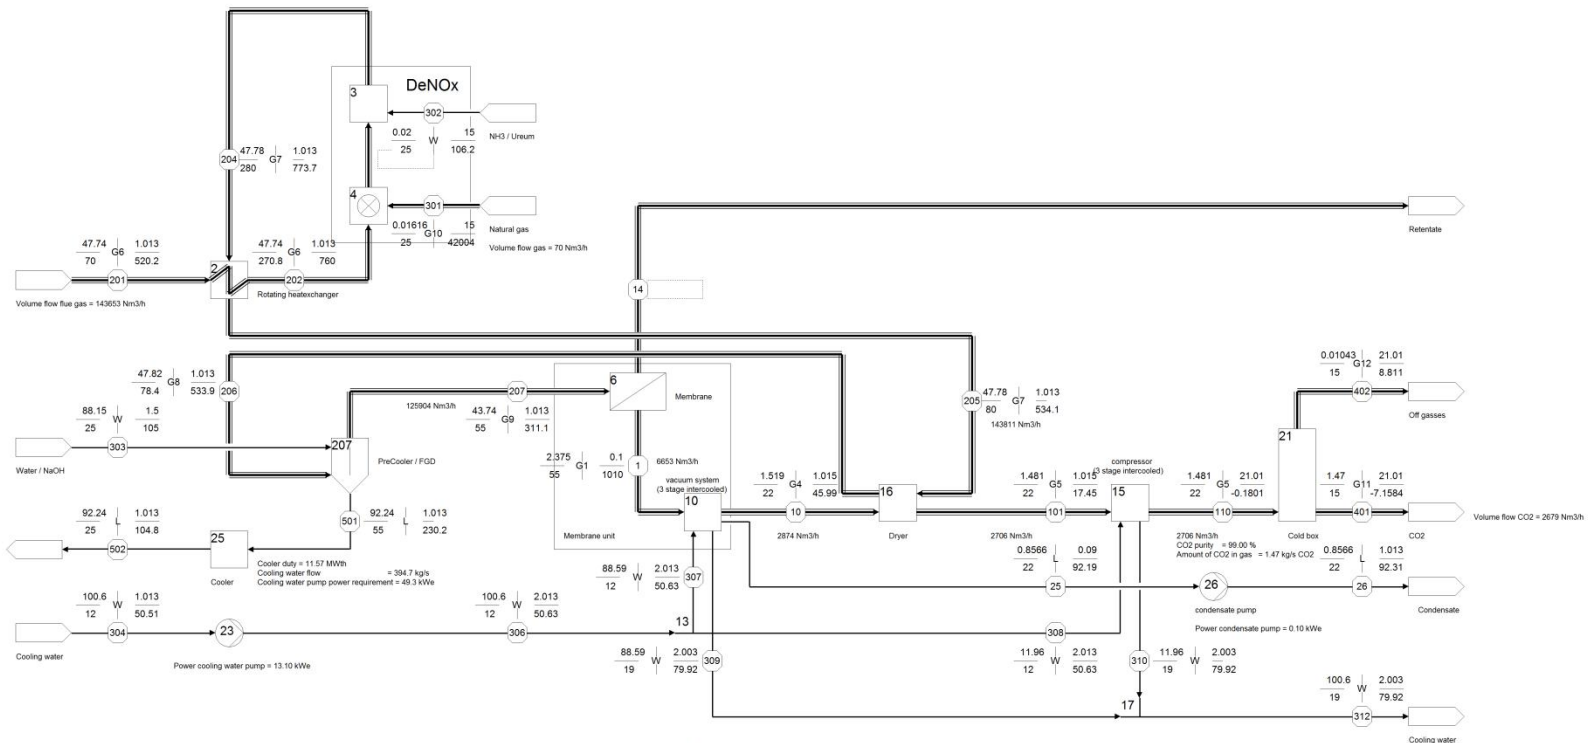 DeNOx
3
302
0.02 W 15
25 106.2
NH3 / Ureum
204
47.78 G7 1.013
280 773.7
4
301
0.01616 G10 15
25 42004
Natural gas
Volume flow gas = 70 Nm3/h
Retentate
47.74 G6 1.013
70 520.2
201
2
47.74 G6 1.013
270.8 760
202
Rotating heatexchanger
Volume flow flue gas = 143653 Nm3/h
14
47.82 G8 1.013
78.4 533.9
206
207
125904 Nm3/h
43.74 G9 1.013
55 311.1
6
Membrane
205
47.78 G7 1.013
80 534.1
143811 Nm3/h
0.01043 G12 21.01
15 8.811
402
Off gasses
88.15 W 1.5
25 105
303
Water / NaOH
207
PreCooler / FGD
2.375 G1 0.1
55 1010
1
6653 Nm3/h
vacuum system
(3 stage intercooled)
10
1.519 G4 1.015
22 45.99
10
2874 Nm3/h
16
Dryer
1.481 G5 1.015
22 17.45
101
2706 Nm3/h
compressor
(3 stage intercooled)
15
1.481 G5 21.01
22 -0.1801
110
2706 Nm3/h
CO2 purity = 99.00 %
Amount of CO2 in gas = 1.47 kg/s CO2
21
Cold box
1.47 G11 21.01
15 -7.1584
401
CO2
Volume flow CO2 = 2679 Nm3/h
Membrane unit
92.24 L 1.013
25 104.8
502
25
Cooler
501
92.24 L 1.013
55 230.2
Cooler duty = 11.57 MWth
Cooling water flow = 394.7 kg/s
Cooling water pump power requirement = 49.3 kWe
88.59 W 2.013
12 50.63
307
0.8566 L 0.09
22 92.19
25
26
condensate pump
Power condensate pump = 0.10 kWe
0.8566 L 1.013
22 92.31
26
Condensate
100.6 W 1.013
12 50.51
304
Cooling water
23
Power cooling water pump = 13.10 kWe
100.6 W 2.013
12 50.63
306
13
308
11.96 W 2.013
12 50.63
88.59 W 2.003
19 79.92
309
310
11.96 W 2.003
19 79.92
17
100.6 W 2.003
19 79.92
312
Cooling water